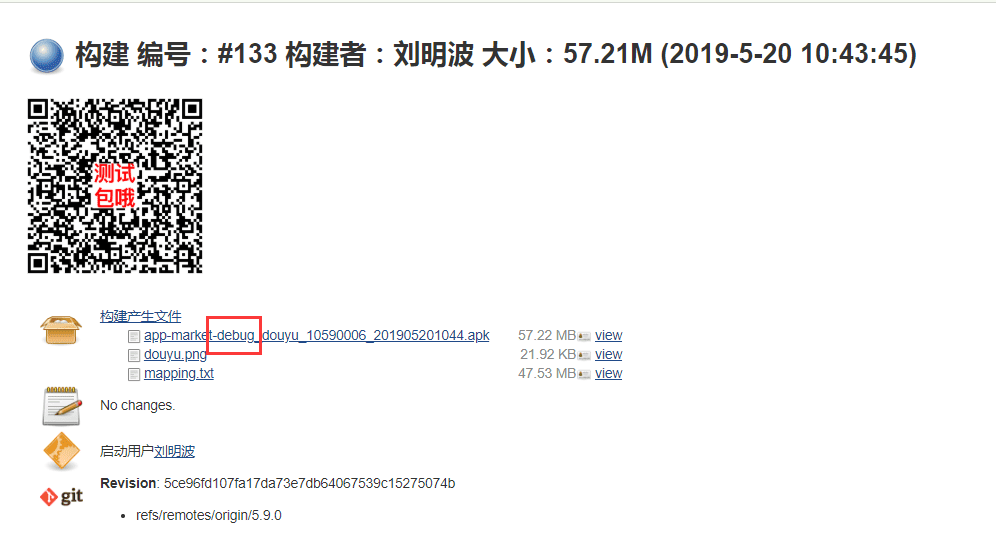 构建 编号：#133 构建者：刘明波 大小：57.21M (2019-5-20 10:43:45)
测试
包哦
构建产生文件
app-market-debug_douyu_10590006_201905201044.apk 57.22 MB view
douyu.png 21.92 KB view
mapping.txt 47.53 MB view
No changes.
启动用户刘明波
git Revision: 5ce96fd107fa17da73e7db64067539c15275074b
refs/remotes/origin/5.9.0